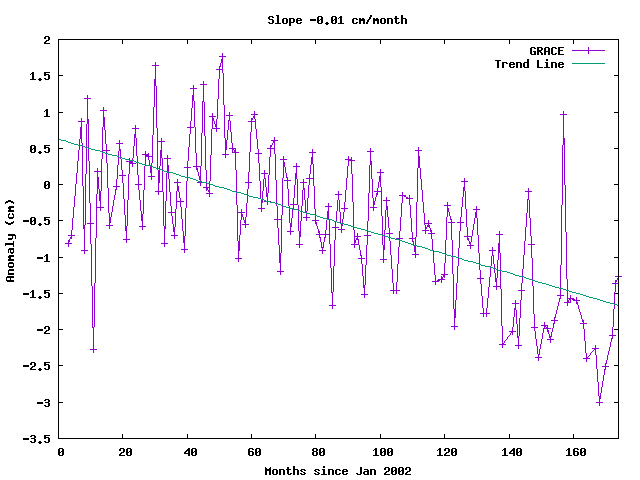 Slope -0.01 cm/month
GRACE
Trend Line
2
1.5
1
0.5
0
-0.5
-1
-1.5
-2
-2.5
-3
-3.5
Anomaly (cm)
0 20 40 60 80 100 120 140 160
Months since Jan 2002